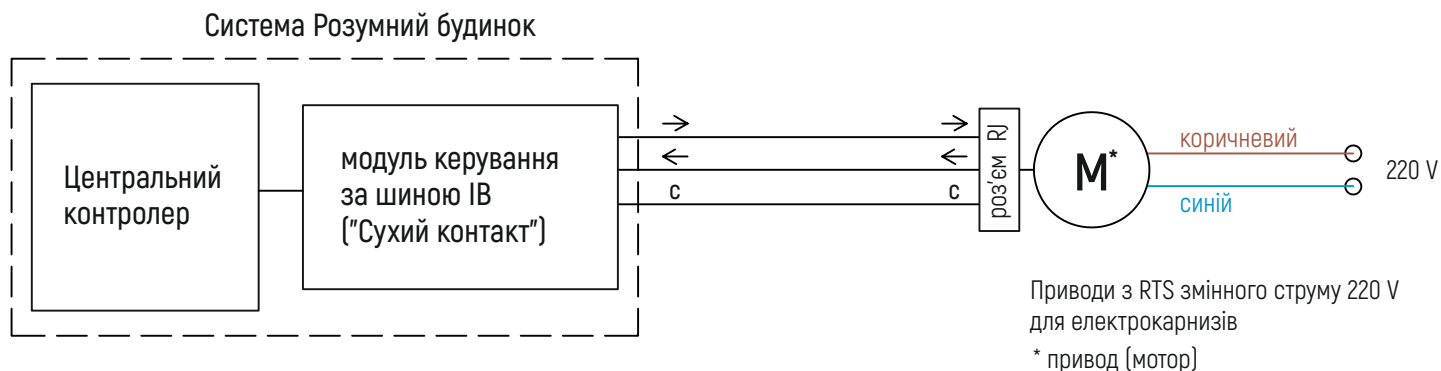 Система Розумний будинок
Центральний
контролер
модуль керування
за шиною IB
("Сухий контакт")
→ →
← ←
c c
роз'єм RJ
M*
коричневий
синій
220 V
Приводи з RTS змінного струму 220 V
для електрокарнизів
* привод (мотор)